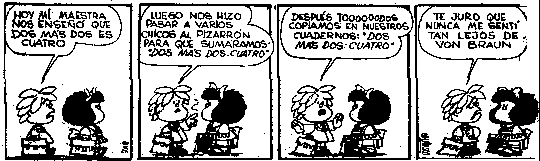 HOY MI MAESTRA
NOS ENSEÑÓ QUE
DOS MÁS DOS ES
CUATRO
LUEGO NOS HIZO
PASAR A VARIOS
CHICOS AL PIZARRÓN
PARA QUE SUMÁRAMOS:
"DOS MÁS DOS: CUATRO"
DESPUÉS TOOOOODOS
COPIAMOS EN NUESTROS
CUADERNOS: "DOS
MÁS DOS: CUATRO"
TE JURO QUE
NUNCA ME SENTÍ
TAN LEJOS DE
VON BRAUN